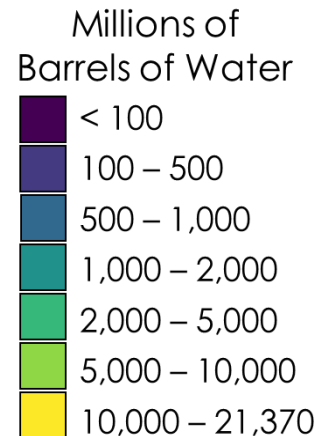 Millions of
Barrels of Water
< 100
100 – 500
500 – 1,000
1,000 – 2,000
2,000 – 5,000
5,000 – 10,000
10,000 – 21,370